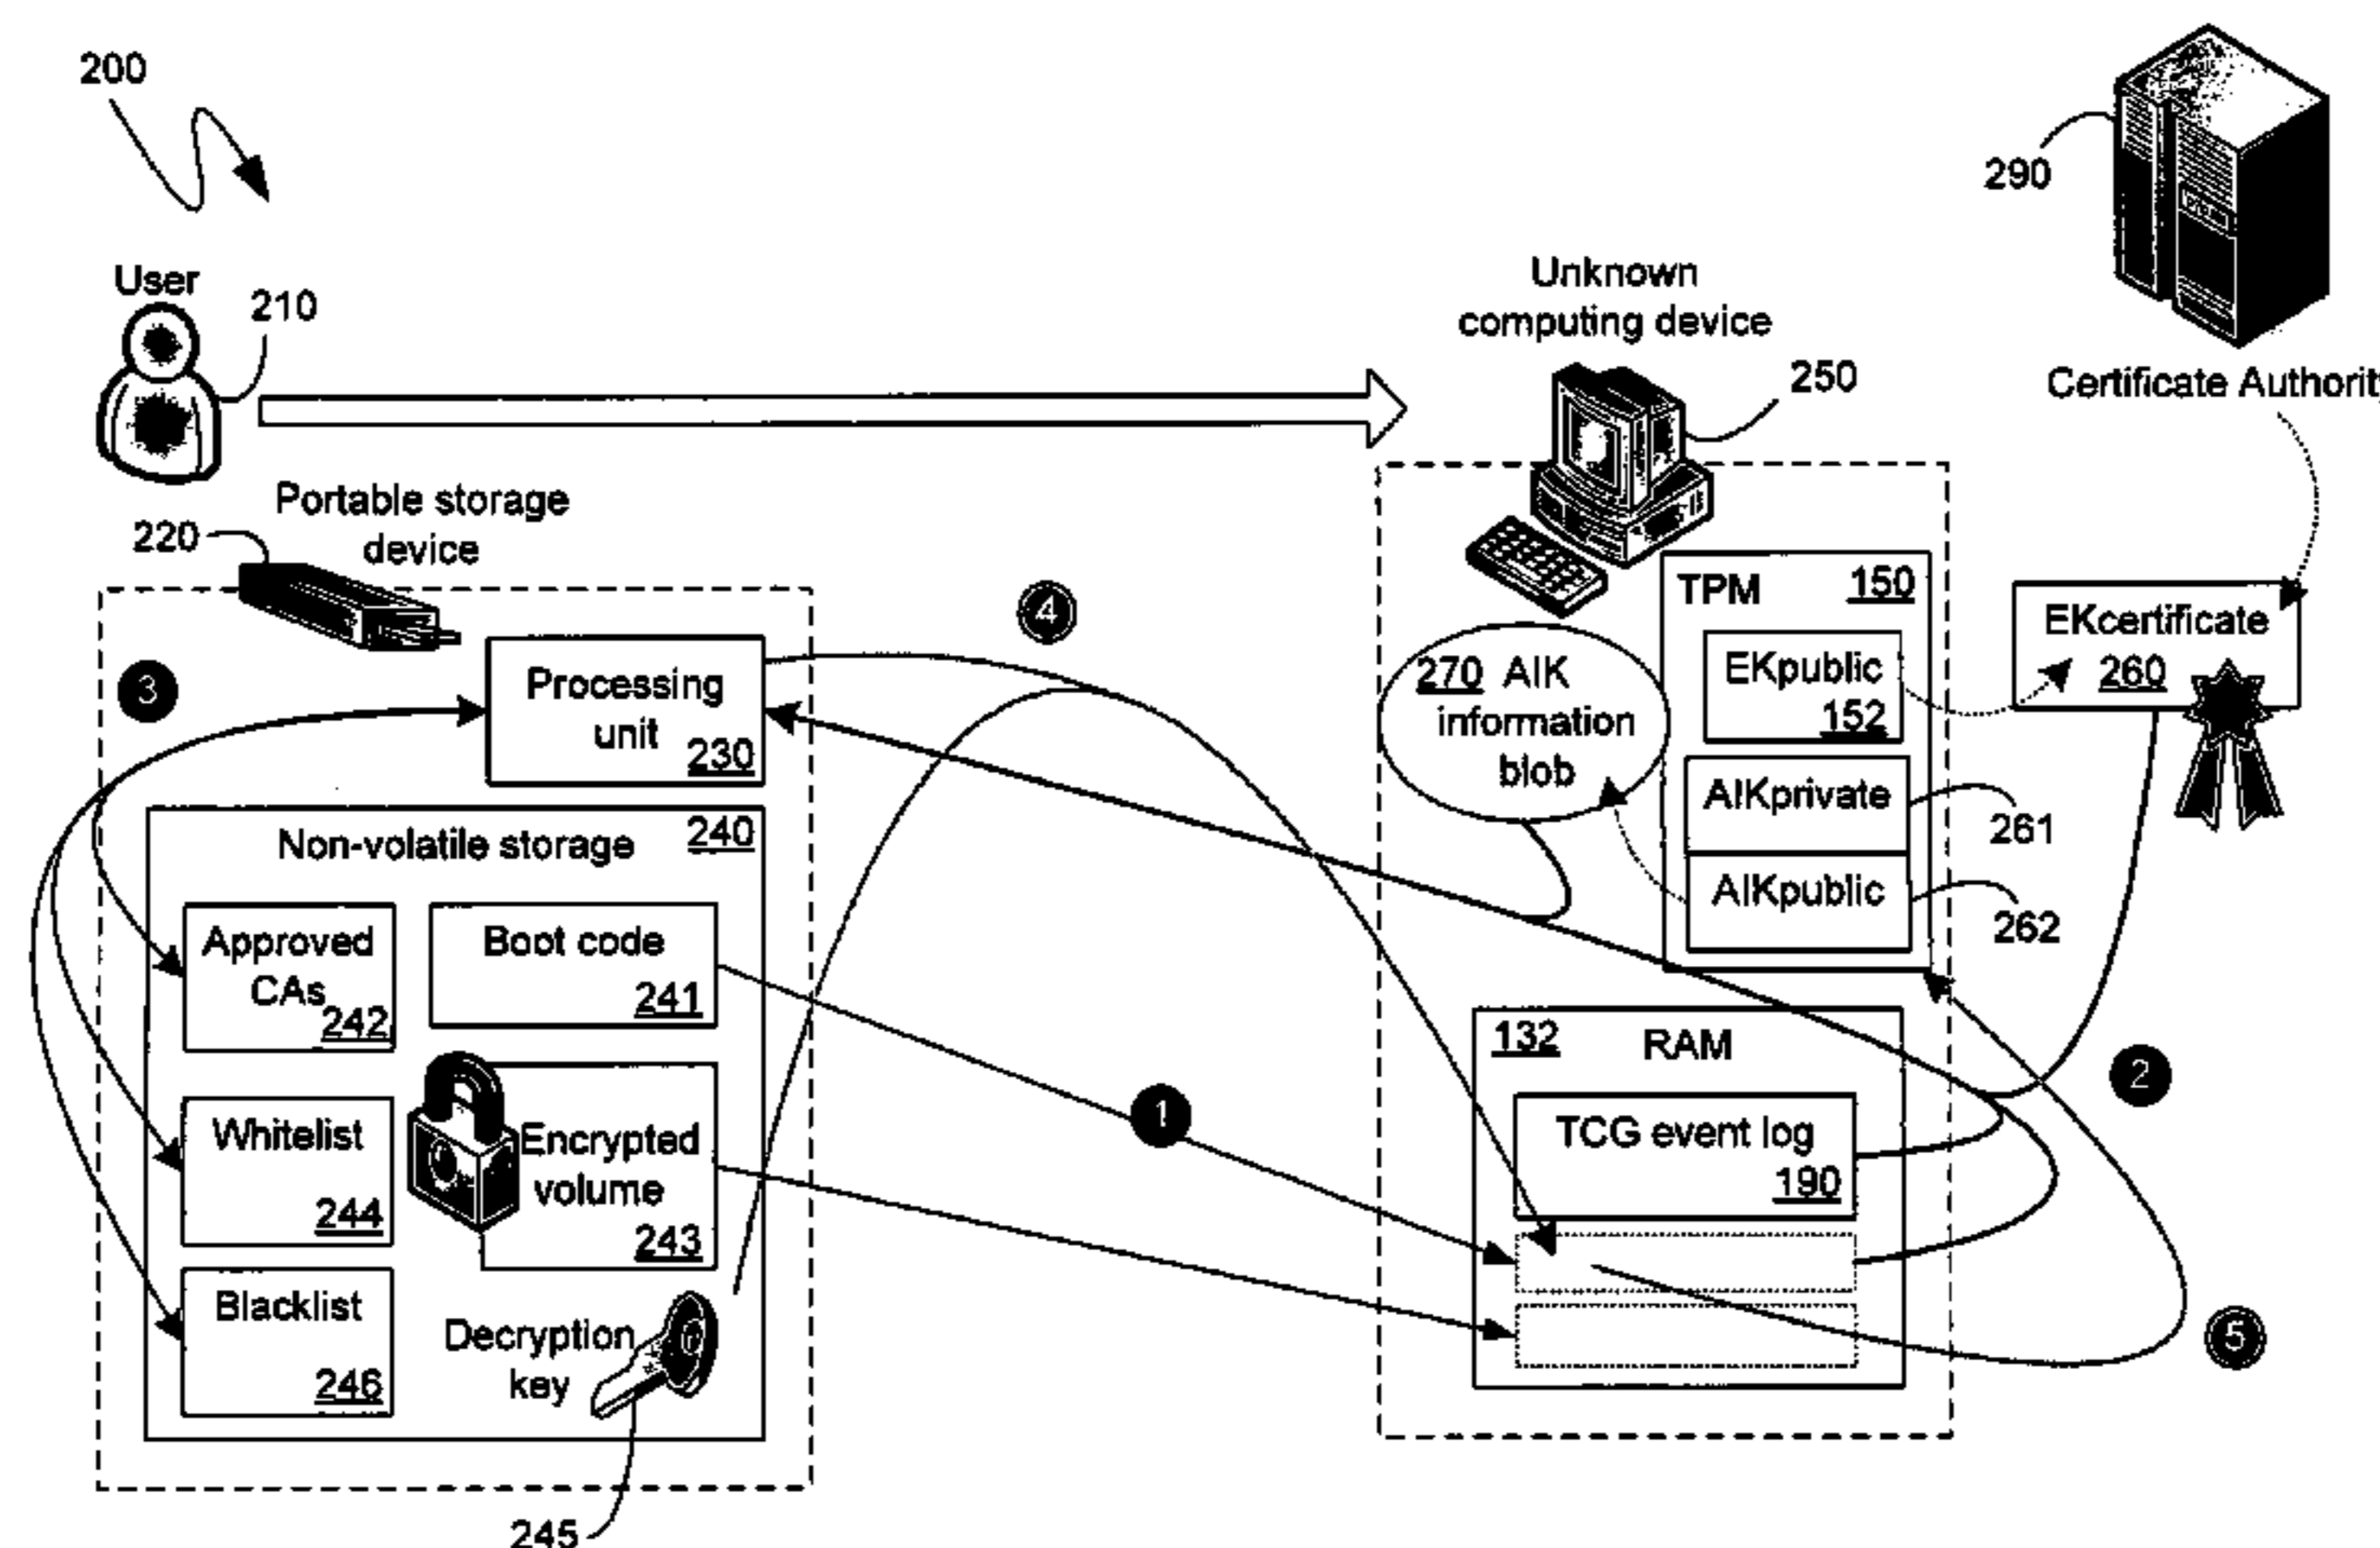 200
290
User
210
Unknown
computing device
250
Certificate Authorit
Portable storage
device
220
4
TPM 150
EKpublic
152
EKcertificate
260
3
Processing
unit
230
270 AIK
information
blob
AIKprivate
261
AIKpublic
262
Non-volatile storage 240
Approved
CAs
242
Boot code
241
132 RAM
2
1
TCG event log
190
Whitelist
244
Encrypted
volume
243
Blacklist
246
Decryption
key
245
5